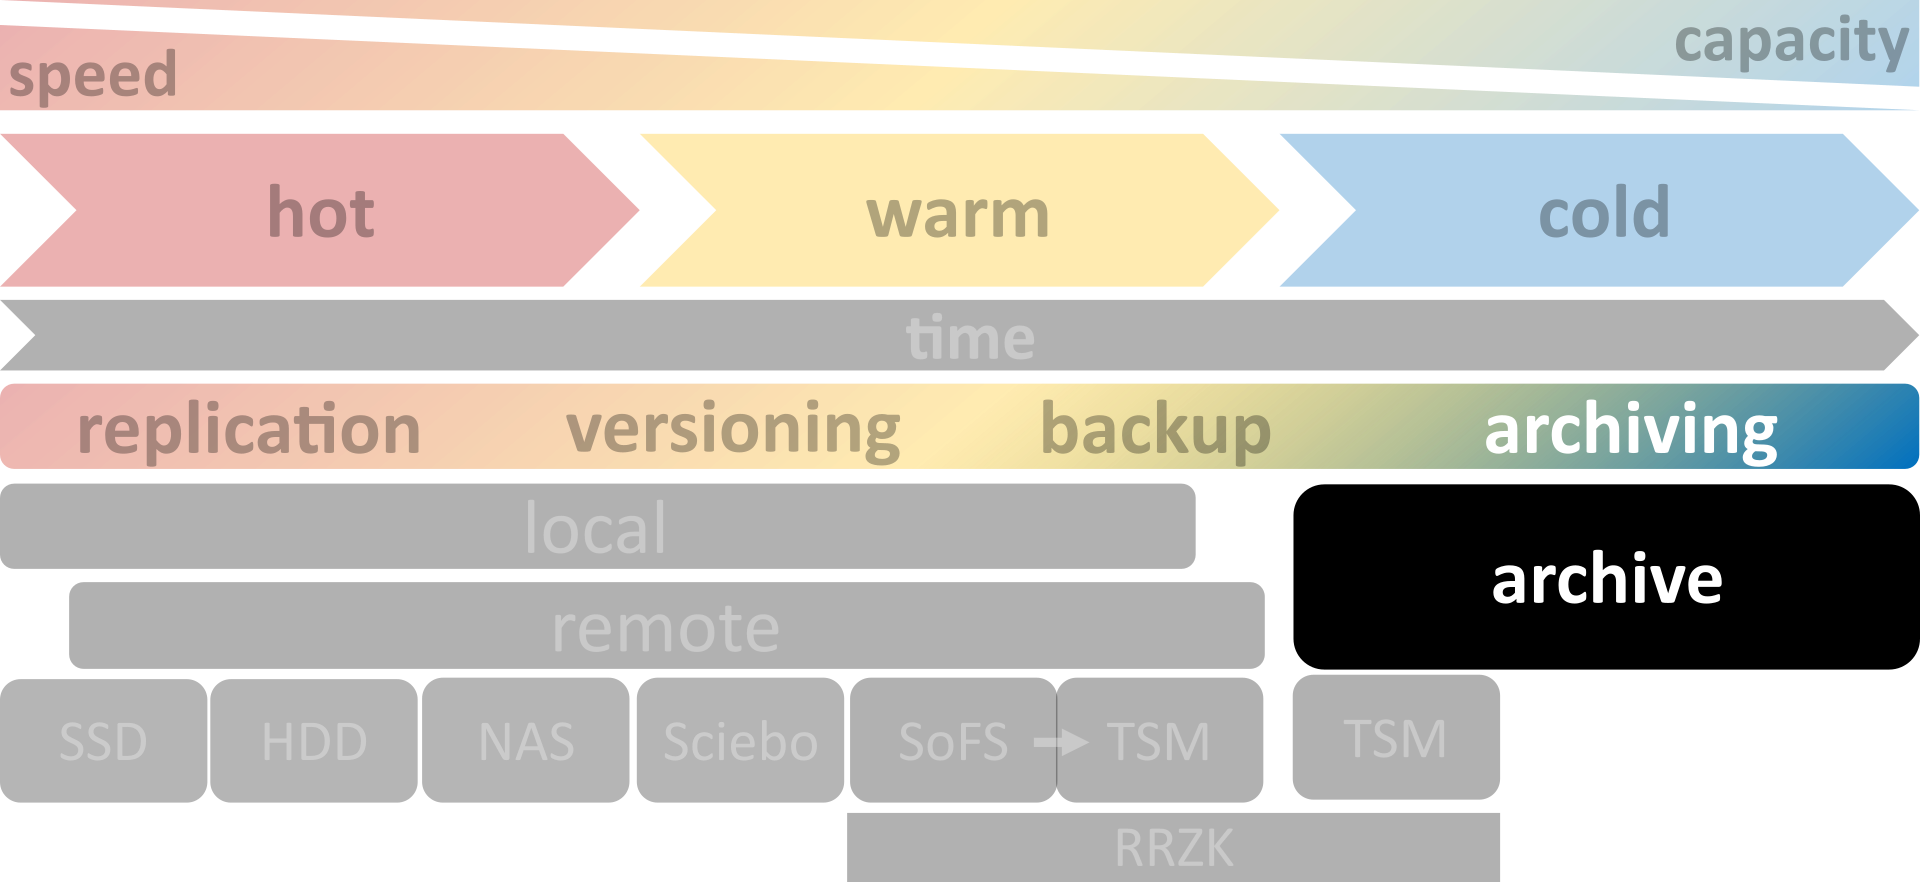 speed
capacity
hot
warm
cold
time
replication
versioning
backup
archiving
local
archive
remote
SSD
HDD
NAS
Sciebo
SoFS
TSM
TSM
RRZK